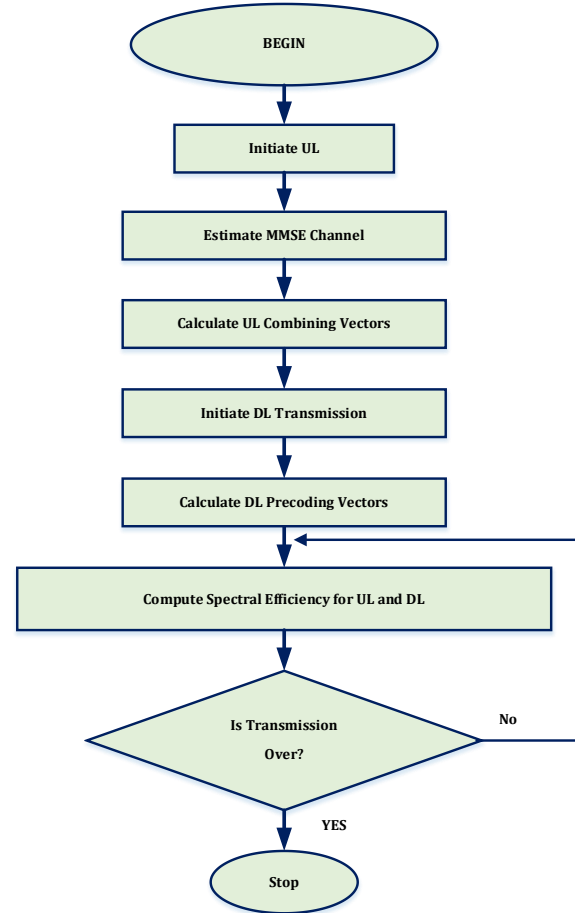 BEGIN
Initiate UL
Estimate MMSE Channel
Calculate UL Combining Vectors
Initiate DL Transmission
Calculate DL Precoding Vectors
Compute Spectral Efficiency for UL and DL
Is Transmission
Over?
No
YES
Stop